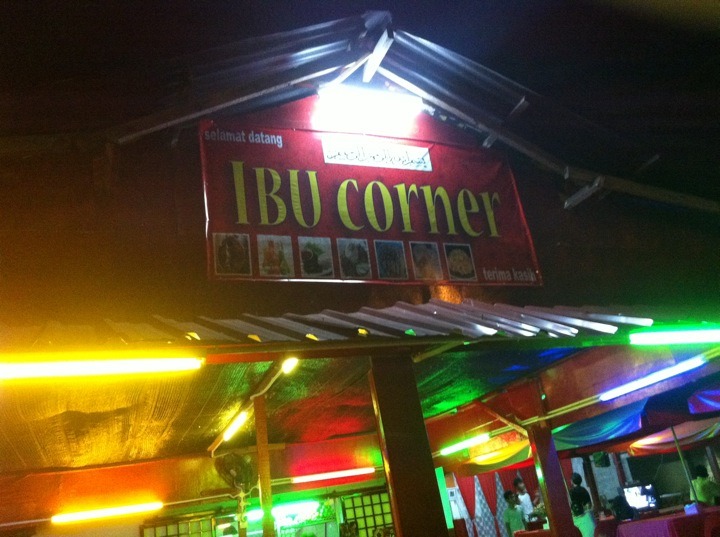 selamat datang
IBU corner
terima kasih